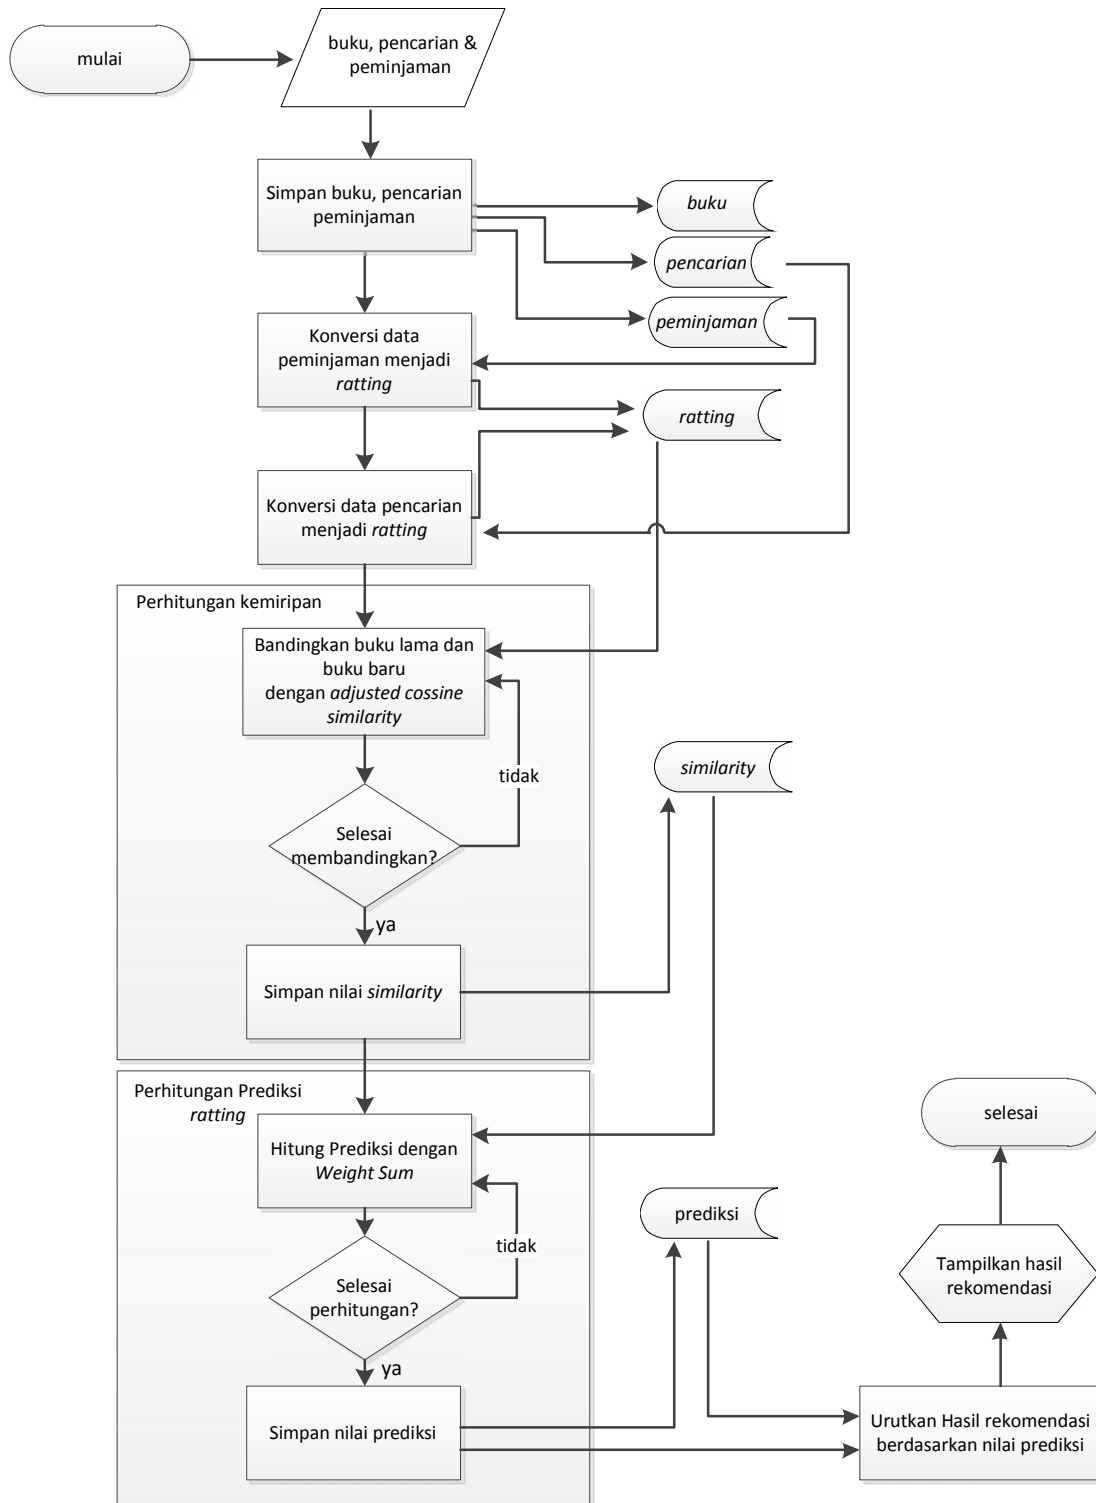 mulai
buku, pencarian &
peminjaman
Simpan buku, pencarian
peminjaman
buku
pencarian
peminjaman
Konversi data
peminjaman menjadi
ratting
ratting
Konversi data pencarian
menjadi ratting
Perhitungan kemiripan
Bandingkan buku lama dan
buku baru
dengan adjusted cossine
similarity
tidak
similarity
Selesai
membandingkan?
ya
Simpan nilai similarity
Perhitungan Prediksi
ratting
Hitung Prediksi dengan
Weight Sum
tidak
prediksi
selesai
Selesai
perhitungan?
Tampilkan hasil
rekomendasi
ya
Simpan nilai prediksi
Urutkan Hasil rekomendasi
berdasarkan nilai prediksi